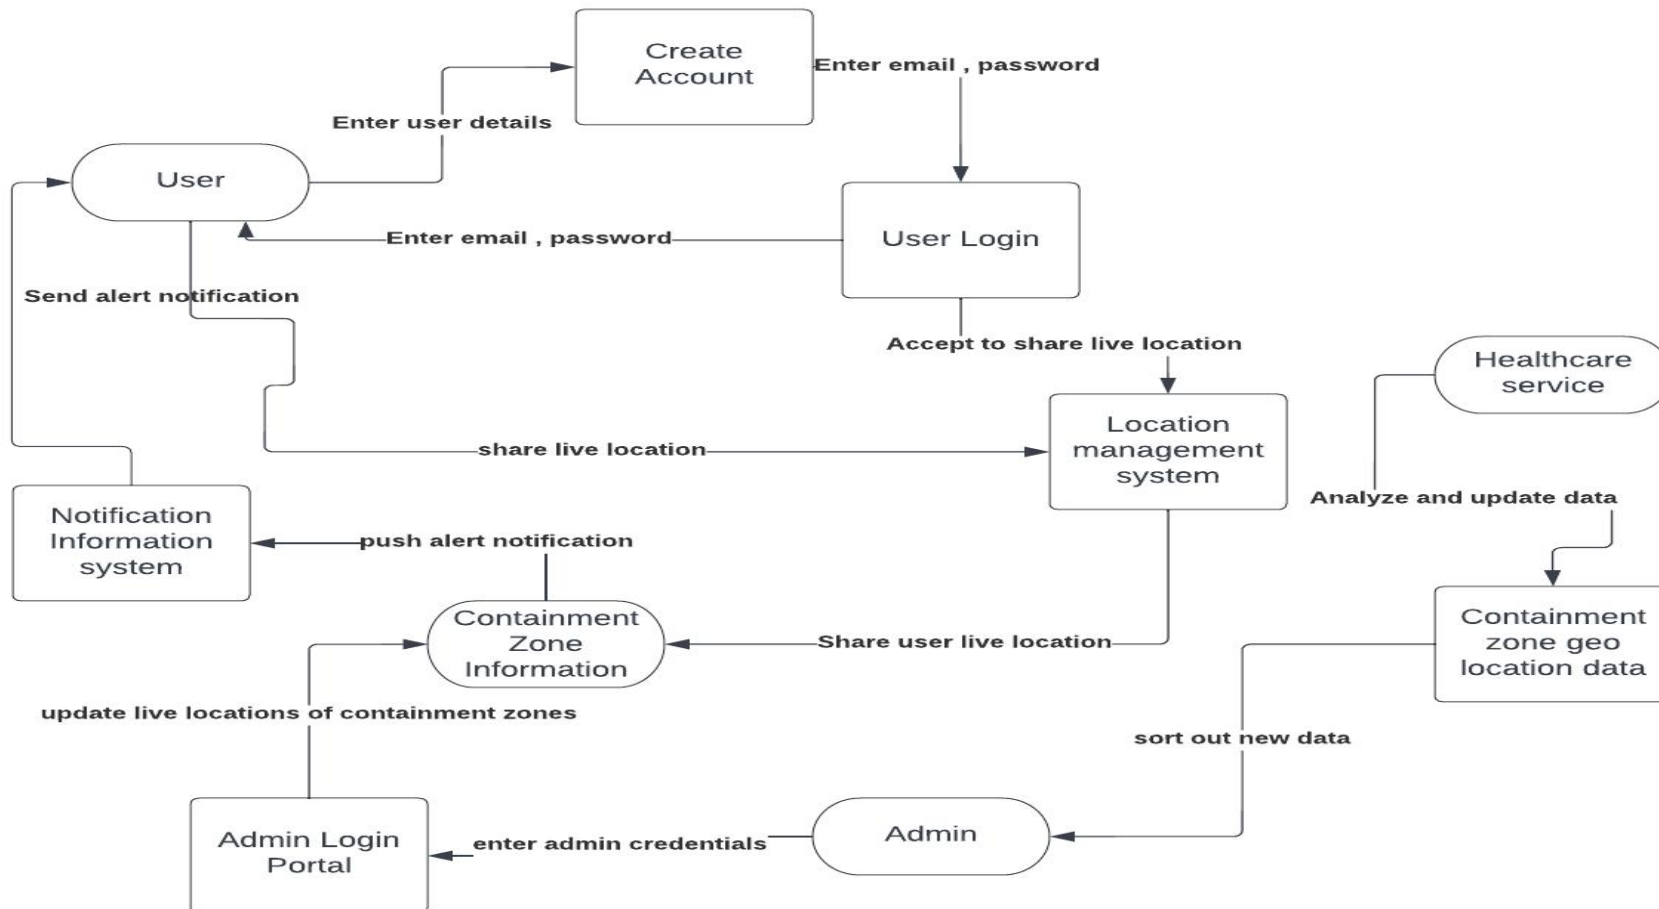 Create
Account
Enter email , password
Enter user details
User
Enter email , password
User Login
Send alert notification
Accept to share live location
Healthcare
service
Location
management
system
share live location
Analyze and update data
Notification
Information
system
push alert notification
Containment
Zone
Information
Share user live location
Containment
zone geo
location data
update live locations of containment zones
sort out new data
Admin Login
Portal
enter admin credentials
Admin